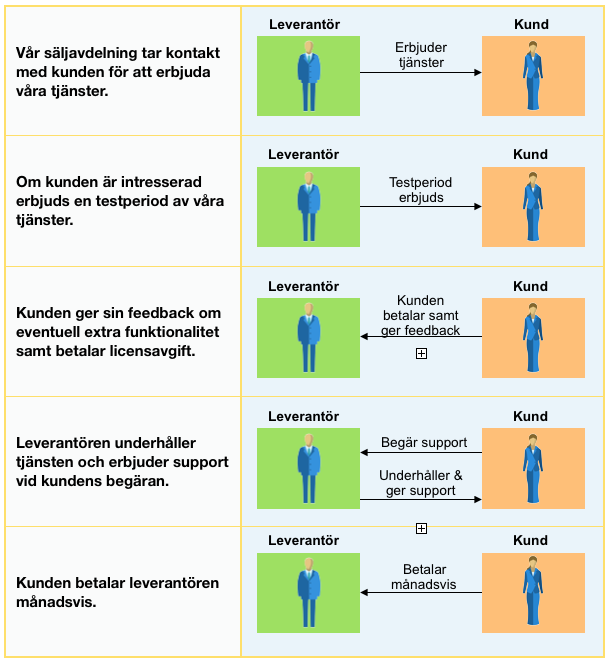 Leverantör
Kund
Vår säljavdelning tar kontakt
med kunden för att erbjuda
våra tjänster.
Erbjuder
tjänster
Leverantör
Kund
Om kunden är intresserad
erbjuds en testperiod av våra
tjänster.
Testperiod
erbjuds
Leverantör
Kund
Kunden ger sin feedback om
eventuell extra funktionalitet
samt betalar licensavgift.
Kunden
betalar samt
ger feedback
Leverantör
Kund
Leverantören underhåller
tjänsten och erbjuder support
vid kundens begäran.
Begär support
Underhåller &
ger support
Leverantör
Kund
Kunden betalar leverantören
månadsvis.
Betalar
månadsvis